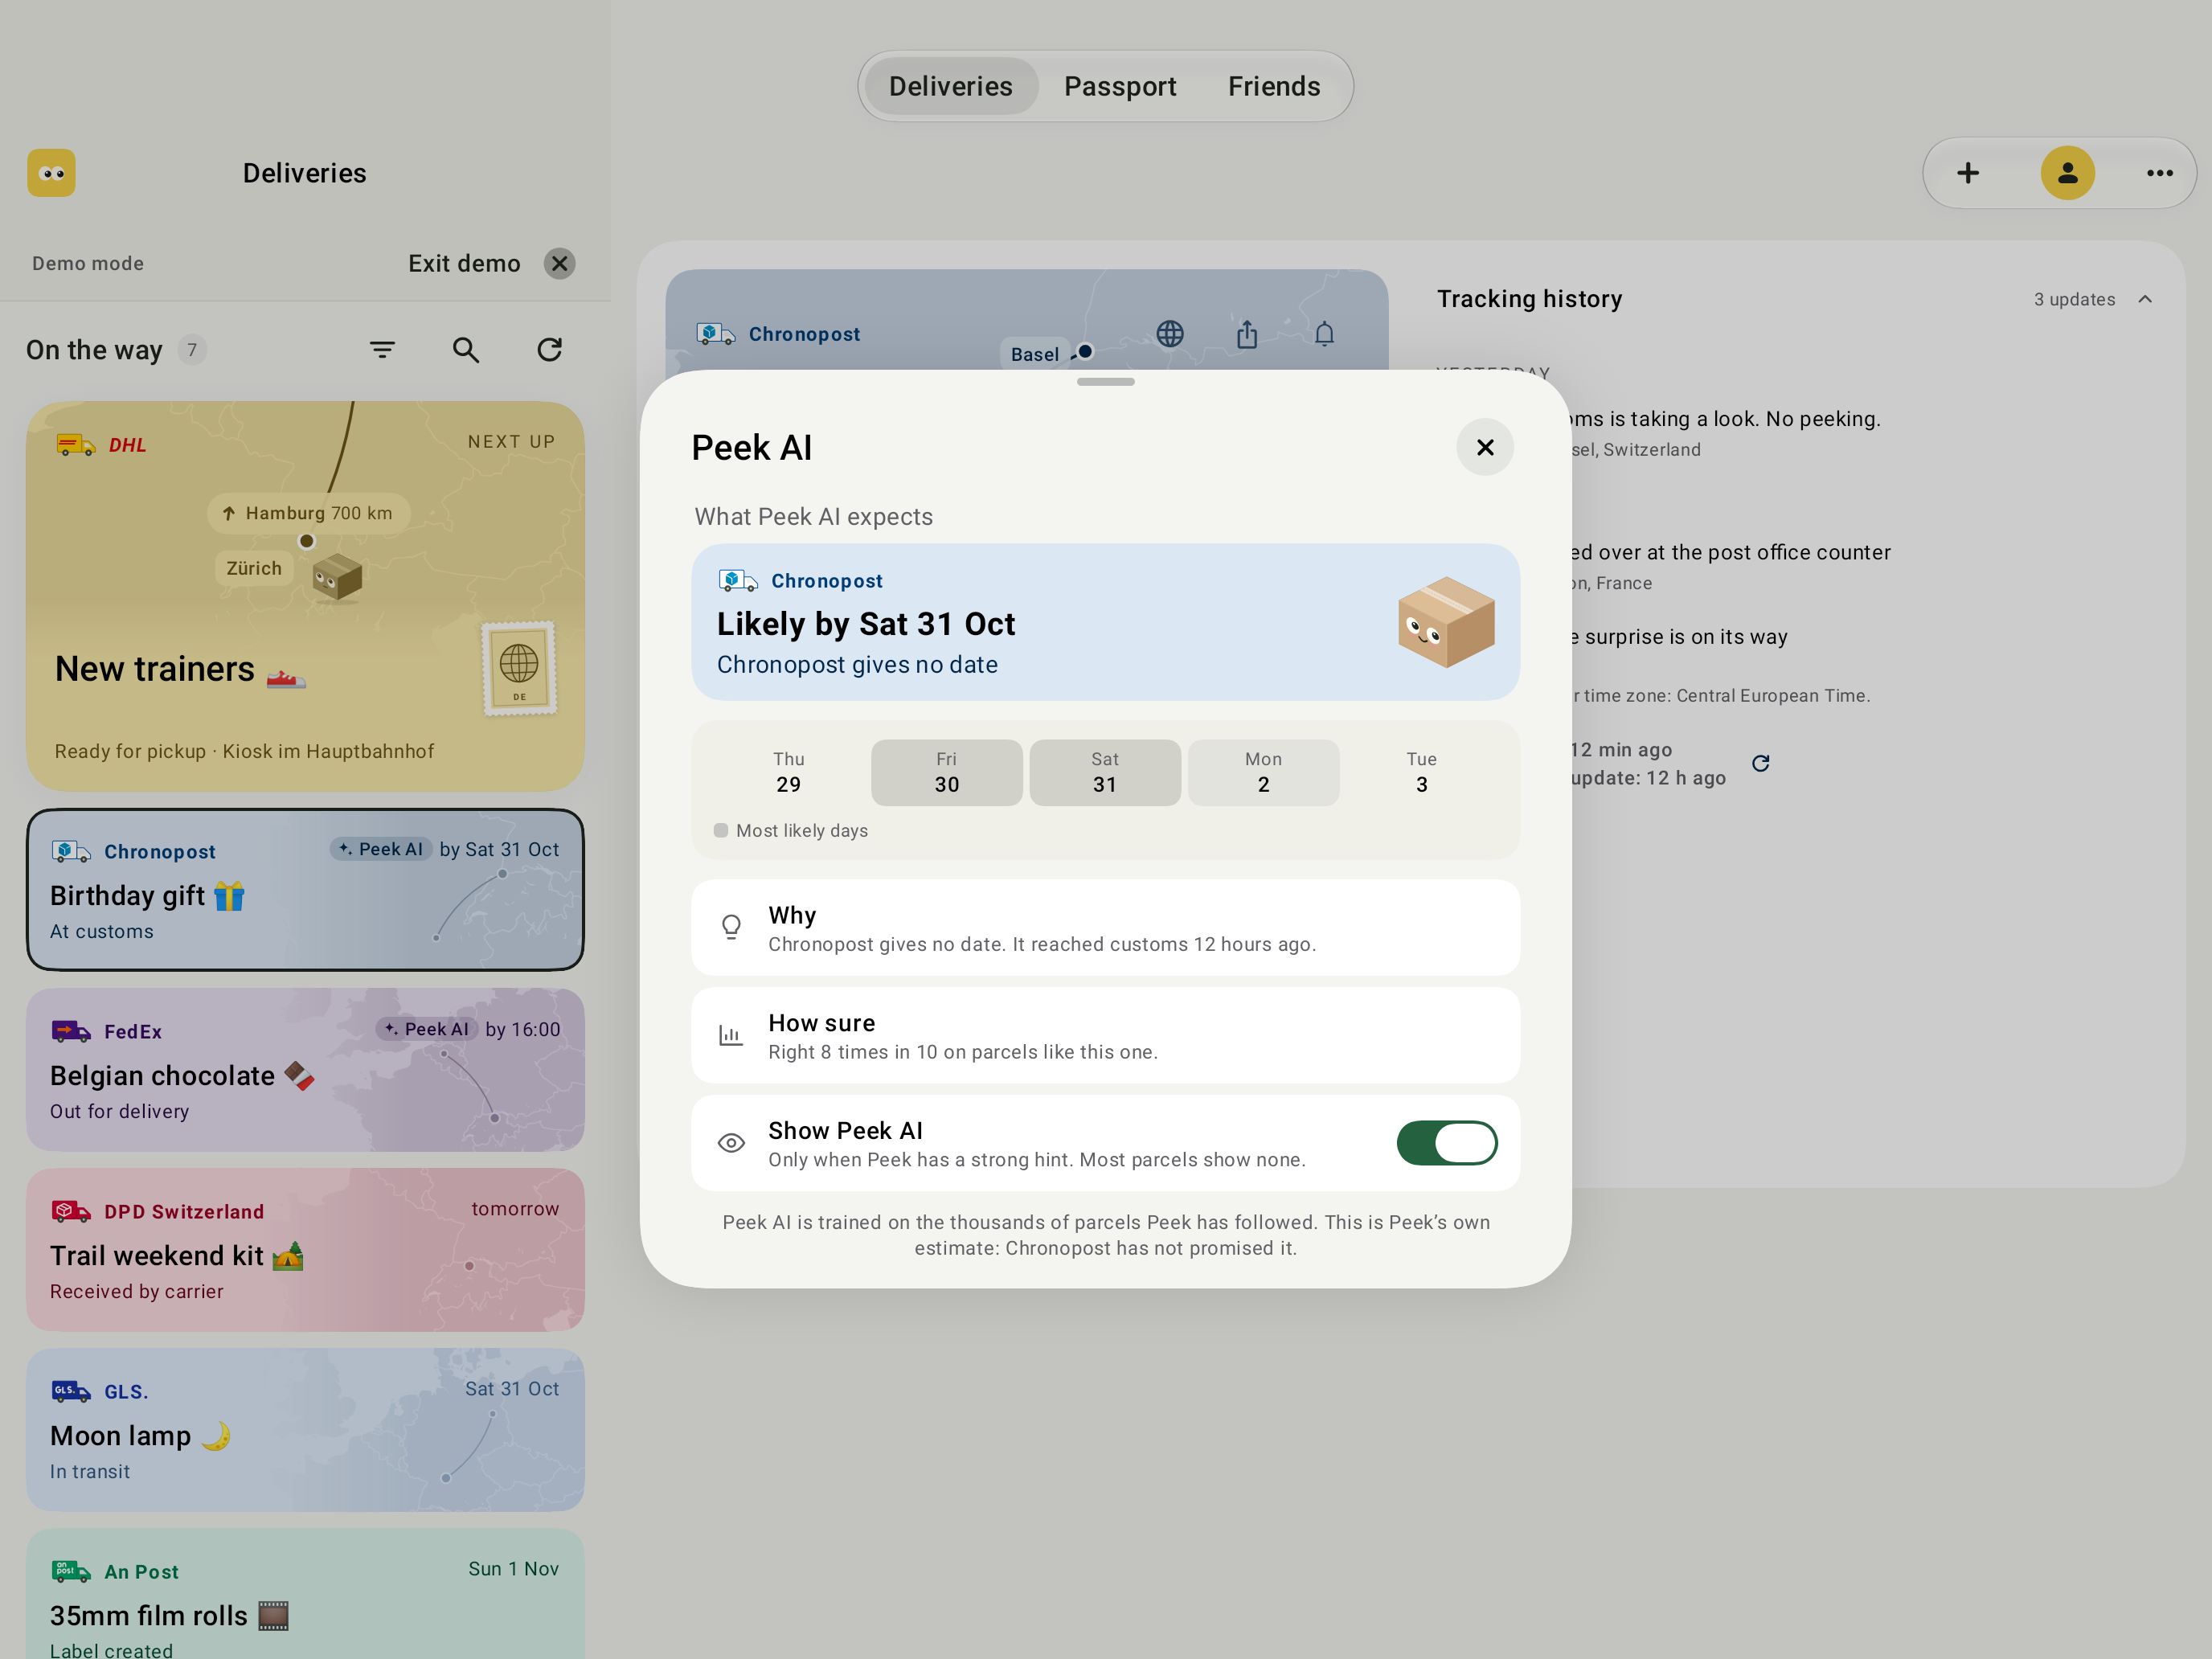 Deliveries Passport Friends
Deliveries
Demo mode
Exit demo
On the way 7
DHL
NEXT UP
Hamburg 700 km
Zürich
New trainers
DE
Ready for pickup · Kiosk im Hauptbahnhof
Chronopost
Peek AI by Sat 31 Oct
Birthday gift
At customs
FedEx
Peek AI by 16:00
Belgian chocolate
Out for delivery
DPD Switzerland
tomorrow
Trail weekend kit
Received by carrier
GLS.
GLS.
Sat 31 Oct
Moon lamp
In transit
an post
An Post
Sun 1 Nov
35mm film rolls
Label created
Chronopost
Basel
Tracking history
3 updates
is taking a look. No peeking.
Switzerland
over at the post office counter
France
surprise is on its way
time zone: Central European Time.
12 min ago
update: 12 h ago
Peek AI
What Peek AI expects
Chronopost
Likely by Sat 31 Oct
Chronopost gives no date
Thu Fri Sat Mon Tue
29 30 31 2 3
Most likely days
Why
Chronopost gives no date. It reached customs 12 hours ago.
How sure
Right 8 times in 10 on parcels like this one.
Show Peek AI
Only when Peek has a strong hint. Most parcels show none.
Peek AI is trained on the thousands of parcels Peek has followed. This is Peek’s own
estimate: Chronopost has not promised it.